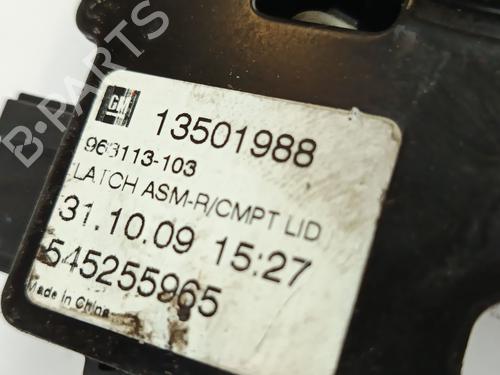 B-PARTS
GM
13501988
963113-103
LATCH ASM-R/CMPT LID
31.10.09 15:27
545255965
Made in China